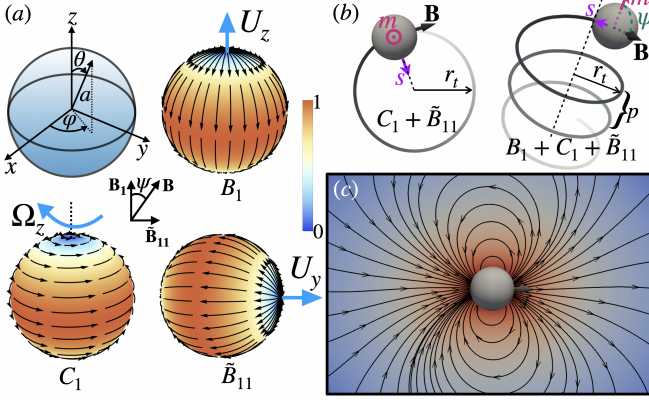 (a)
z
θ
a
φ
x
y
U_z
B_1
1
0
B_1 ψ B
B̃_11
Ω_z
C_1
U_y
B̃_11
(b)
m
B
s
r_t
C_1 + B̃_11
s
m
ψ
B
r_t
p
B_1 + C_1 + B̃_11
(c)